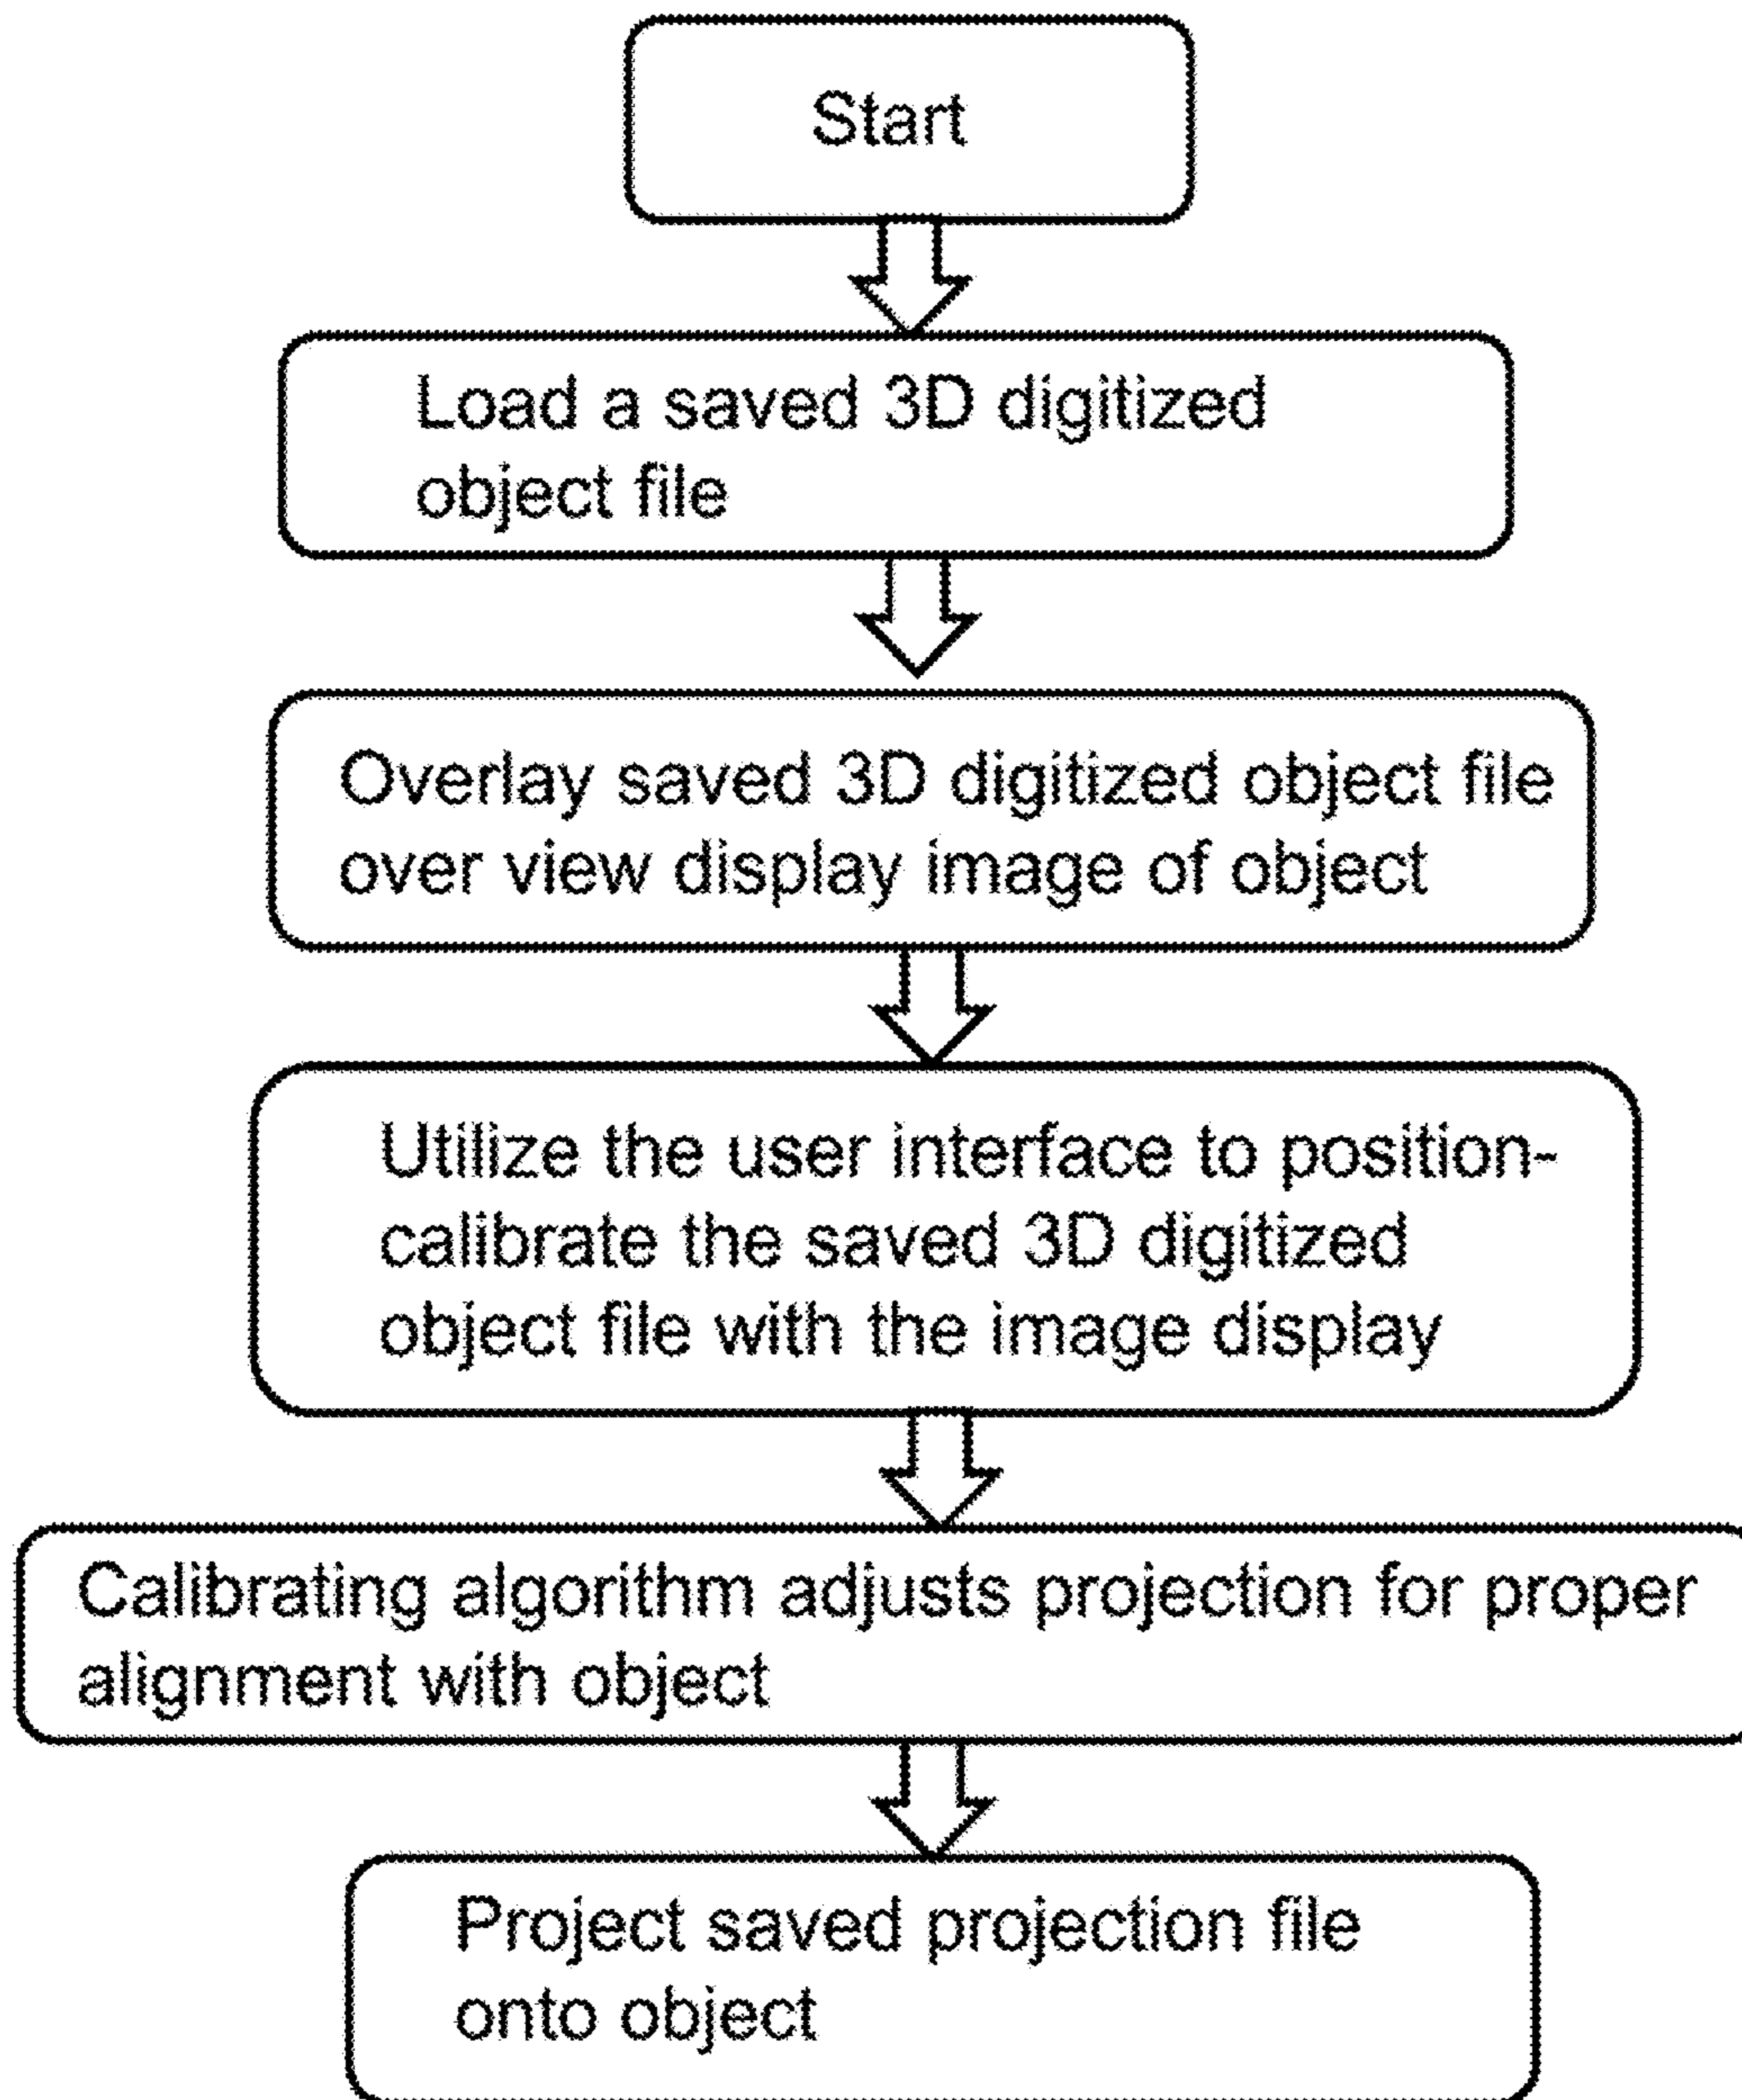 Start
Load a saved 3D digitized
object file
Overlay saved 3D digitized object file
over view display image of object
Utilize the user interface to position-
calibrate the saved 3D digitized
object file with the image display
Calibrating algorithm adjusts projection for proper
alignment with object
Project saved projection file
onto object